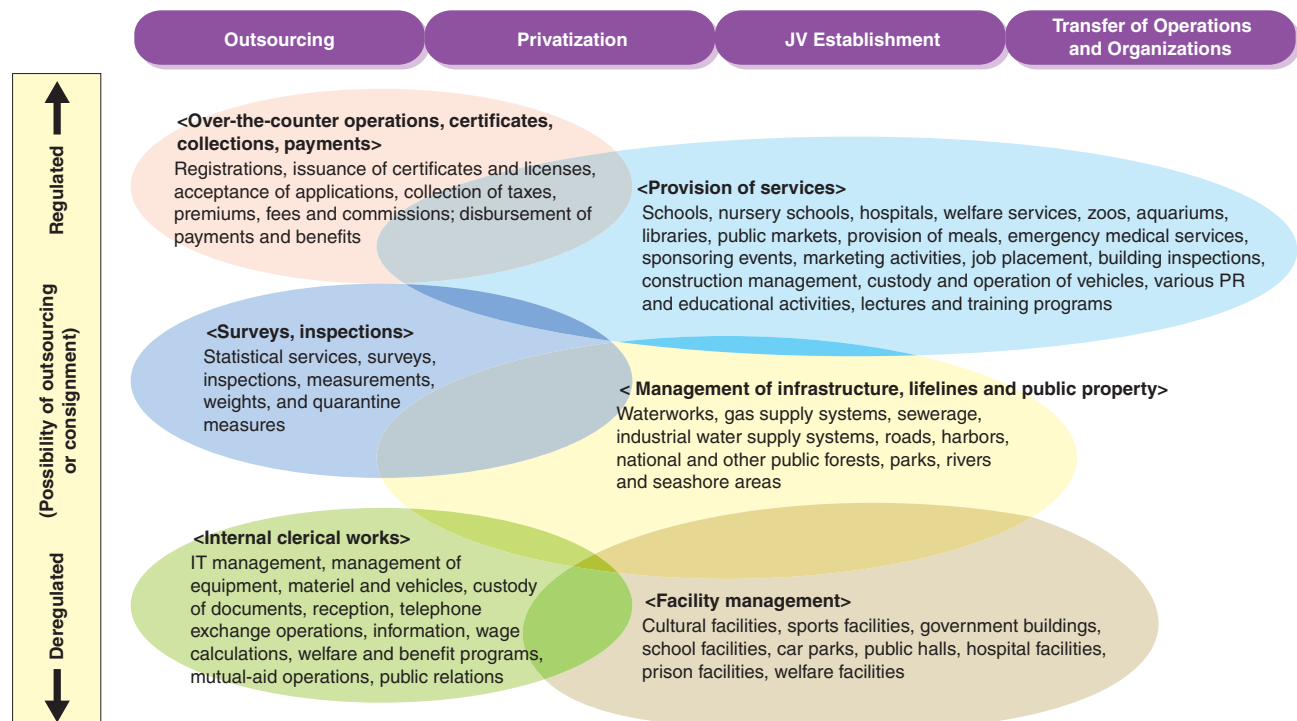 Outsourcing
Privatization
JV Establishment
Transfer of Operations
and Organizations
Regulated
(Possibility of outsourcing
or consignment)
Deregulated
<Over-the-counter operations, certificates,
collections, payments>
Registrations, issuance of certificates and licenses,
acceptance of applications, collection of taxes,
premiums, fees and commissions; disbursement of
payments and benefits
<Provision of services>
Schools, nursery schools, hospitals, welfare services, zoos, aquariums,
libraries, public markets, provision of meals, emergency medical services,
sponsoring events, marketing activities, job placement, building inspections,
construction management, custody and operation of vehicles, various PR
and educational activities, lectures and training programs
<Surveys, inspections>
Statistical services, surveys,
inspections, measurements,
weights, and quarantine
measures
< Management of infrastructure, lifelines and public property>
Waterworks, gas supply systems, sewerage,
industrial water supply systems, roads, harbors,
national and other public forests, parks, rivers
and seashore areas
<Internal clerical works>
IT management, management of
equipment, materiel and vehicles, custody
of documents, reception, telephone
exchange operations, information, wage
calculations, welfare and benefit programs,
mutual-aid operations, public relations
<Facility management>
Cultural facilities, sports facilities, government buildings,
school facilities, car parks, public halls, hospital facilities,
prison facilities, welfare facilities